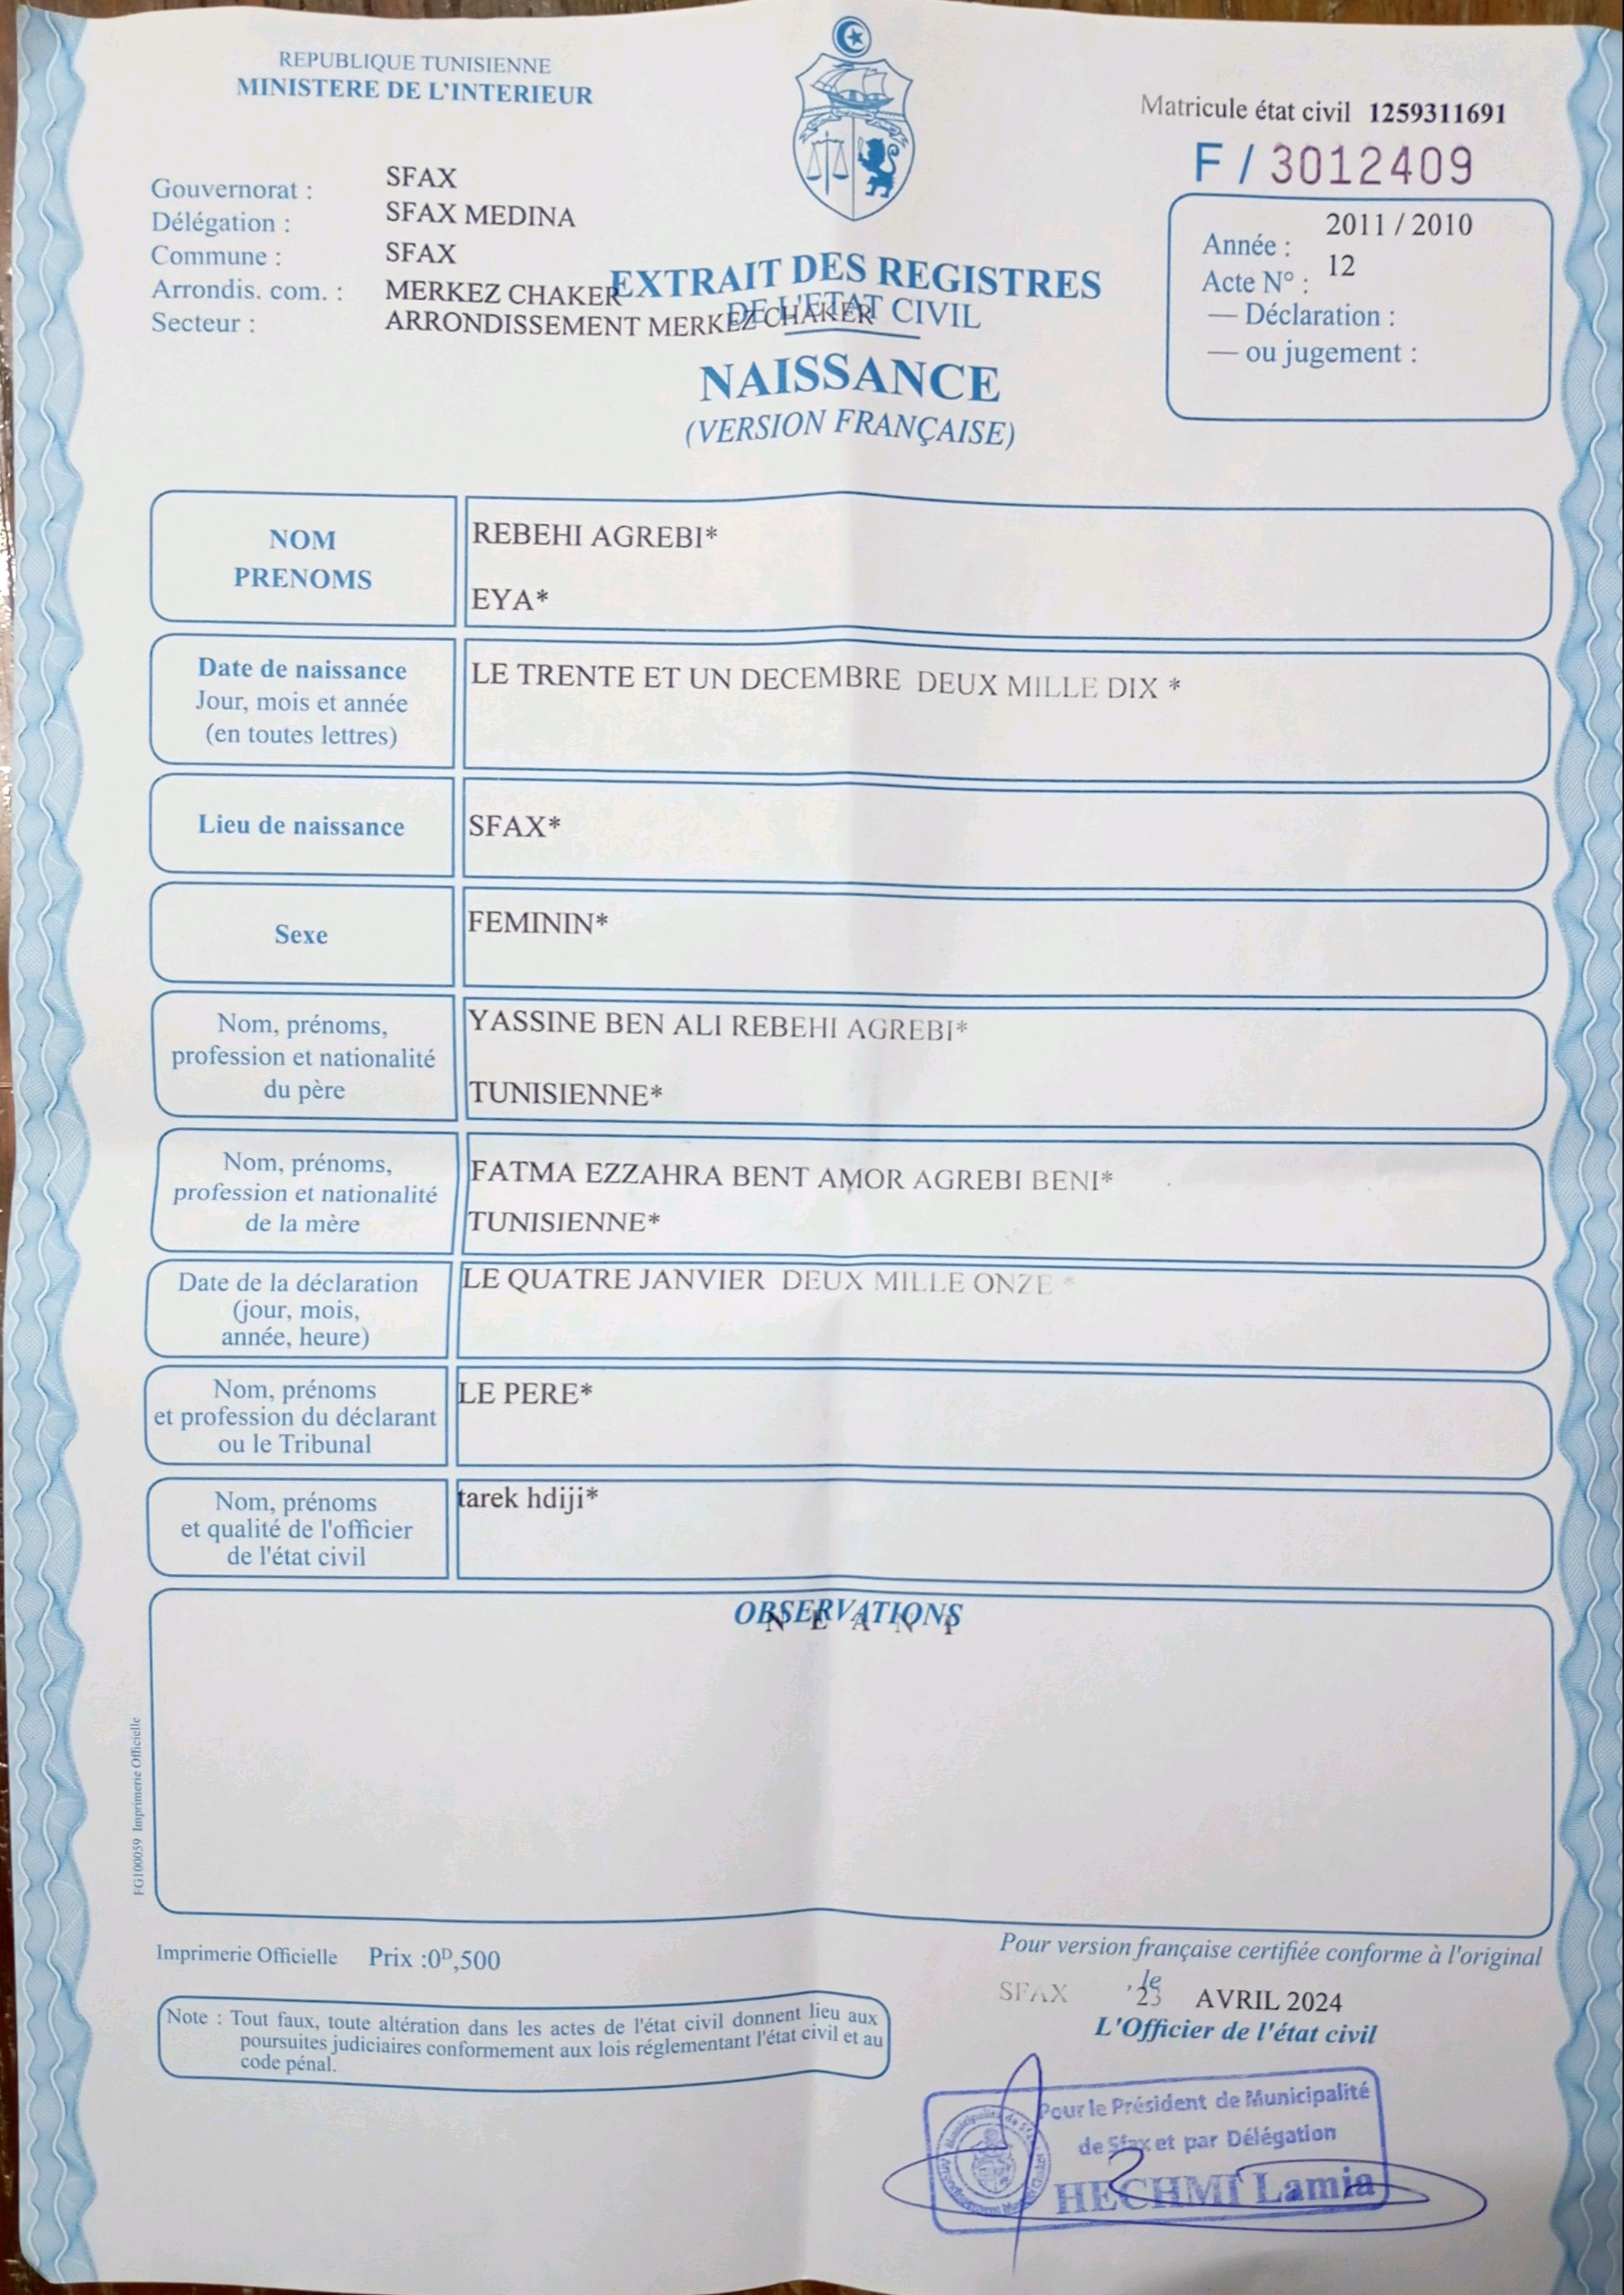 REPUBLIQUE TUNISIENNE
MINISTERE DE L'INTERIEUR
Matricule état civil 1259311691
F / 3012409
Gouvernorat : SFAX
Délégation : SFAX MEDINA
Commune : SFAX
Arrondis. com. : MERKEZ CHAKER
Secteur : ARRONDISSEMENT MERKEZ CHAKER
Année : 2011 / 2010
Acte N° : 12
— Déclaration :
— ou jugement :
EXTRAIT DES REGISTRES
DE L'ETAT CIVIL
NAISSANCE
(VERSION FRANÇAISE)
NOM
PRENOMS
REBEHI AGREBI*
EYA*
Date de naissance
Jour, mois et année
(en toutes lettres)
LE TRENTE ET UN DECEMBRE DEUX MILLE DIX *
Lieu de naissance
SFAX*
Sexe
FEMININ*
Nom, prénoms,
profession et nationalité
du père
YASSINE BEN ALI REBEHI AGREBI*
TUNISIENNE*
Nom, prénoms,
profession et nationalité
de la mère
FATMA EZZAHRA BENT AMOR AGREBI BENI*
TUNISIENNE*
Date de la déclaration
(jour, mois,
année, heure)
LE QUATRE JANVIER DEUX MILLE ONZE *
Nom, prénoms
et profession du déclarant
ou le Tribunal
LE PERE*
Nom, prénoms
et qualité de l'officier
de l'état civil
tarek hdiji*
OBSERVATIONS
N E A N T
FG100059 Imprimerie Officielle
Imprimerie Officielle Prix :0D,500
Note : Tout faux, toute altération dans les actes de l'état civil donnent lieu aux
poursuites judiciaires conformement aux lois réglementant l'état civil et au
code pénal.
Pour version française certifiée conforme à l'original
SFAX , le 23 AVRIL 2024
L'Officier de l'état civil
Pour le Président de Municipalité
de Sfax et par Délégation
HECHMI Lamia